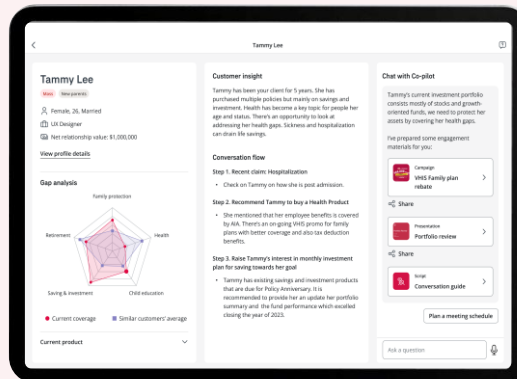 Tammy Lee
Tammy Lee
Mass
New parents
Female, 26, Married
UX Designer
Net relationship value: $1,000,000
View profile details
Gap analysis
Family protection
Retirement
Health
Saving & investment
Child education
Current coverage
Similar customers' average
Current product
Customer insight
Tammy has been your client for 5 years. She has
purchased multiple policies but mainly on savings and
investment. Health has become a key topic for people her
age and status. There's an opportunity to look at
addressing her health gaps. Sickness and hospitalization
can drain life savings.
Conversation flow
Step 1. Recent claim: Hospitalization
• Check on Tammy on how she is post admission.
Step 2. Recommend Tammy to buy a Health Product
• She mentioned that her employee benefits is covered
by AIA. There's an on-going VHIS promo for family
plans with better coverage and also tax deduction
benefits.
Step 3. Raise Tammy's interest in monthly investment
plan for saving towards her goal
• Tammy has existing savings and investment products
that are due for Policy Anniversary. It is
recommended to provide her an update her portfolio
summary and the fund performance which excelled
closing the year of 2023.
Chat with Co-pilot
Tammy's current investment portfolio
consists mostly of stocks and growth-
oriented funds, we need to protect her
assets by covering her health gaps.
I've prepared some engagement
materials for you:
Campaign
VHIS Family plan
rebate
Share
Presentation
Portfolio review
Share
Script
Conversation guide
Plan a meeting schedule
Ask a question